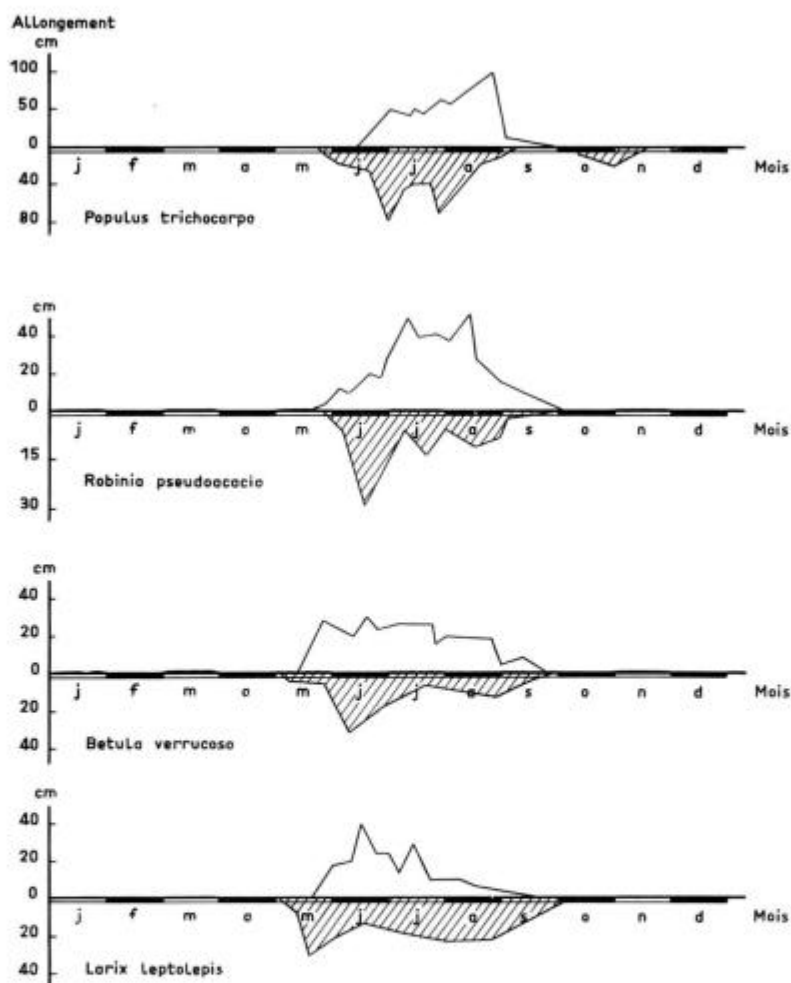 Allongement
cm
100
50
0
j f m a m j j a s o n d Mois
40
80
Populus trichocarpa
cm
40
20
0
j f m a m j j a s o n d Mois
15
30
Robinia pseudoacacia
cm
40
20
0
j f m a m j j a s o n d Mois
20
40
Betula verrucosa
cm
40
20
0
j f m a m j j a s o n d Mois
20
40
Larix leptolepis